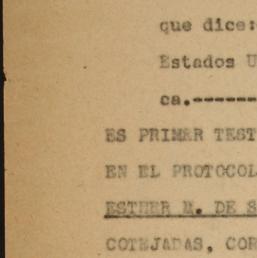 que dice:
Estados U
ca.-------
ES PRIMER TEST
EN EL PROTOCOL
ESTHER M. DE S
COTEJADAS, COR